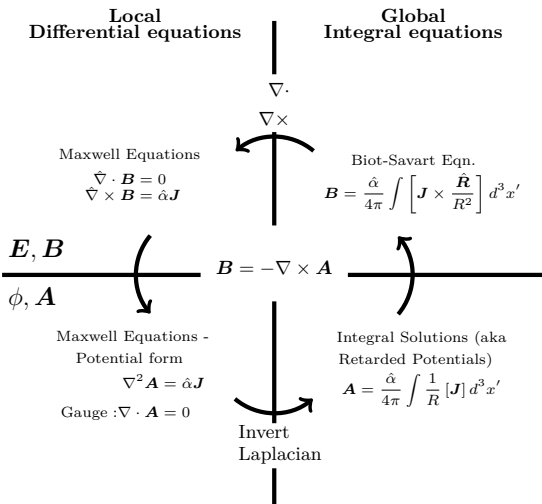 Local
Differential equations
Global
Integral equations
∇·
∇×
Maxwell Equations
∇̂ · B = 0
∇̂ × B = α̂J
Biot-Savart Eqn.
B = α̂/4π ∫ [J × R̂/R²] d³x′
E, B
B = −∇ × A
ϕ, A
Maxwell Equations -
Potential form
∇²A = α̂J
Gauge :∇ · A = 0
Integral Solutions (aka
Retarded Potentials)
A = α̂/4π ∫ 1/R [J] d³x′
Invert
Laplacian